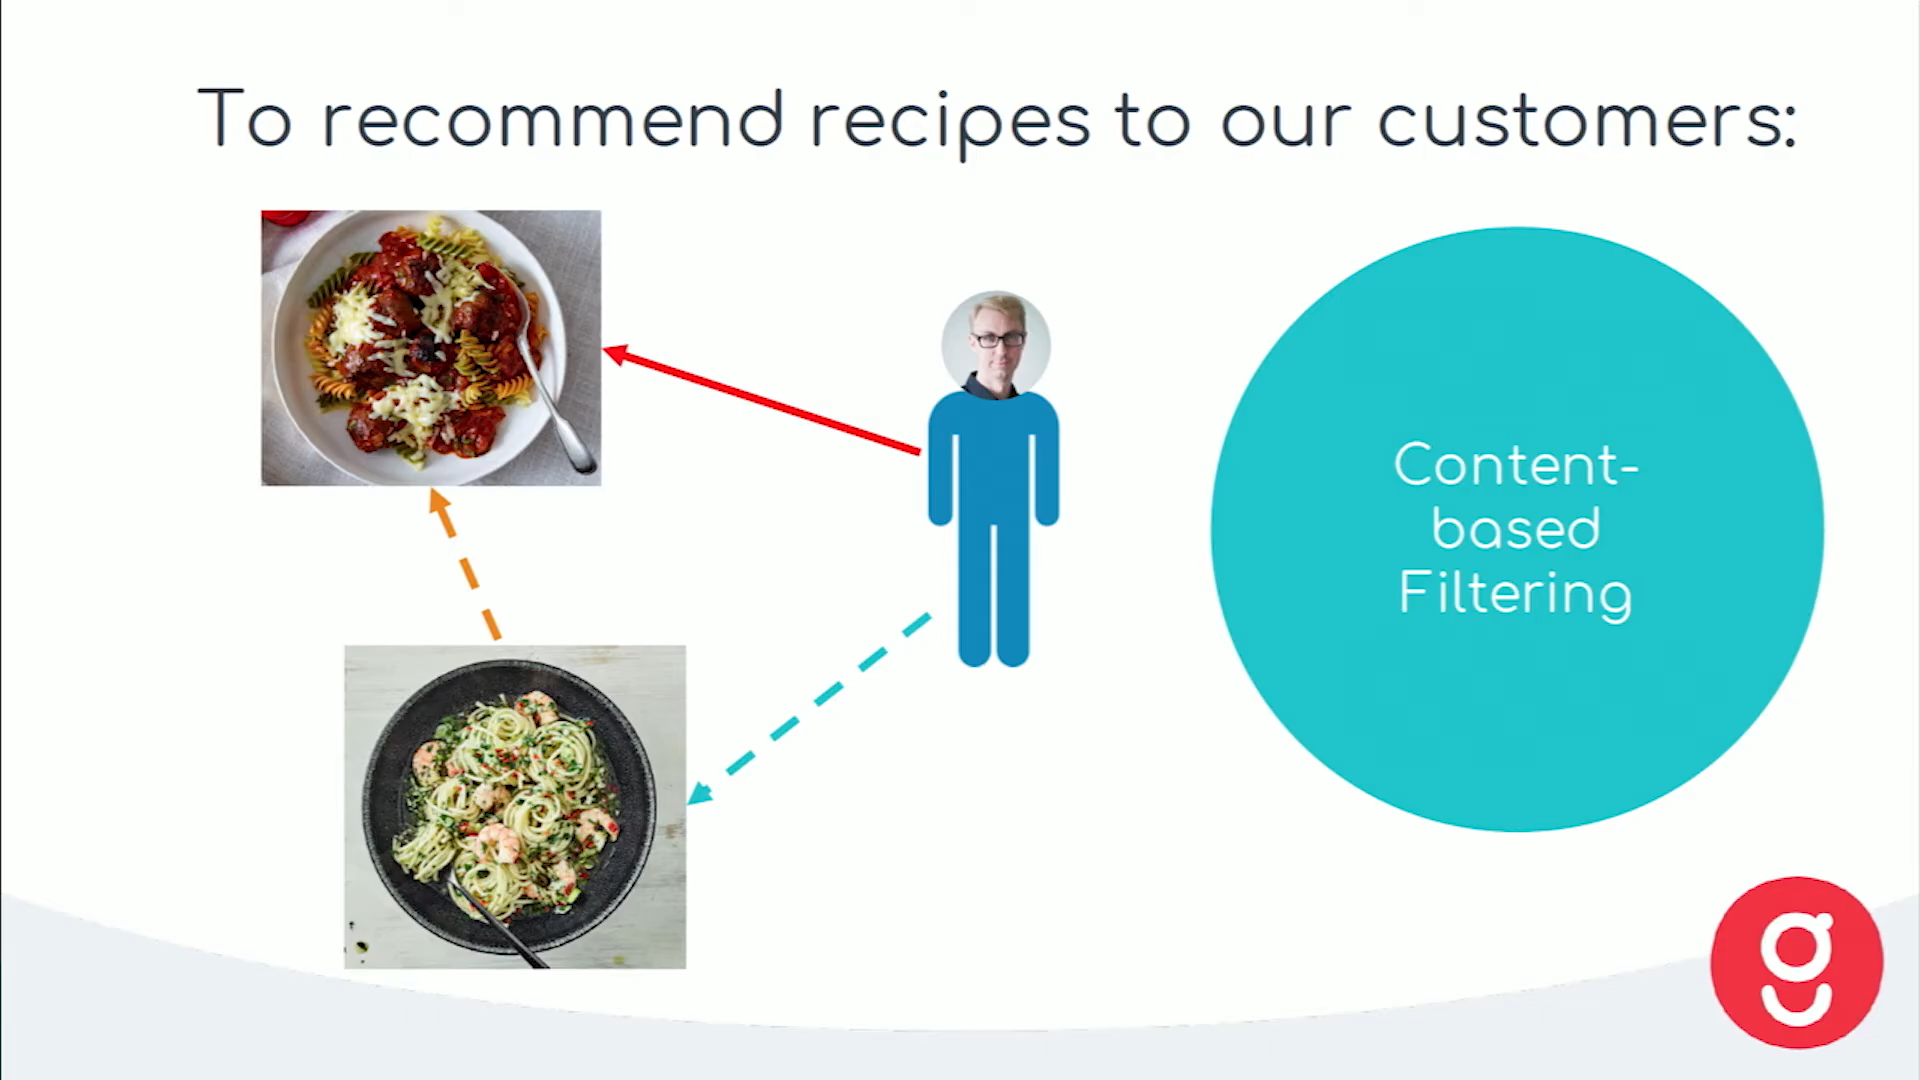 To recommend recipes to our customers:
Content-
based
Filtering
g